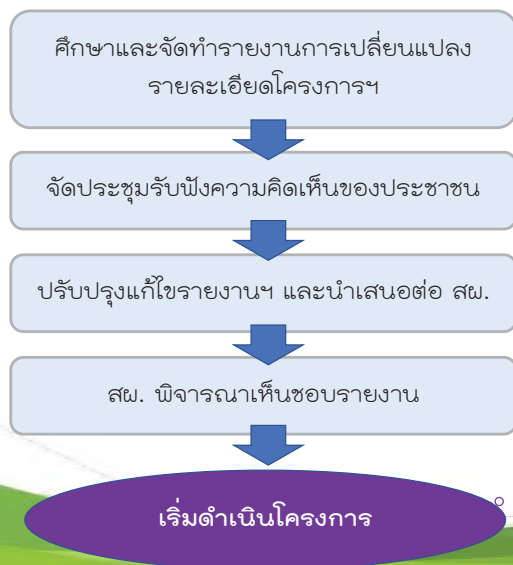 ศึกษาและจัดทำรายงานการเปลี่ยนแปลง
รายละเอียดโครงการฯ
จัดประชุมรับฟังความคิดเห็นของประชาชน
ปรับปรุงแก้ไขรายงานฯ และนำเสนอต่อ สผ.
สผ. พิจารณาเห็นชอบรายงาน
เริ่มดำเนินโครงการ